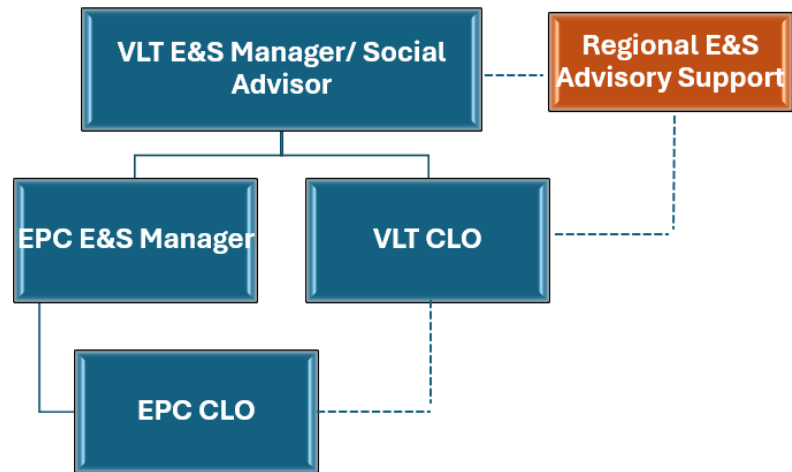 VLT E&S Manager/ Social
Advisor
Regional E&S
Advisory Support
EPC E&S Manager
VLT CLO
EPC CLO